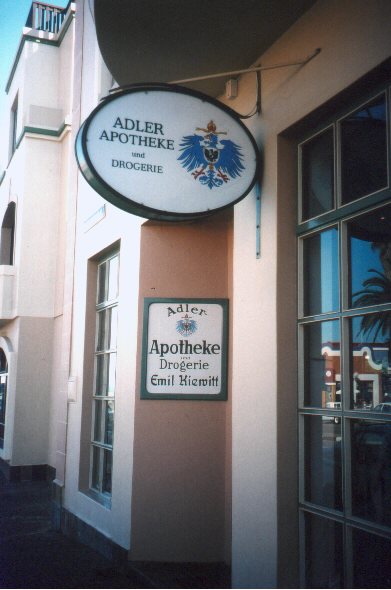 ADLER
APOTHEKE
und
DROGERIE
Adler
Apotheke
und
Drogerie
Emil Kiewitt